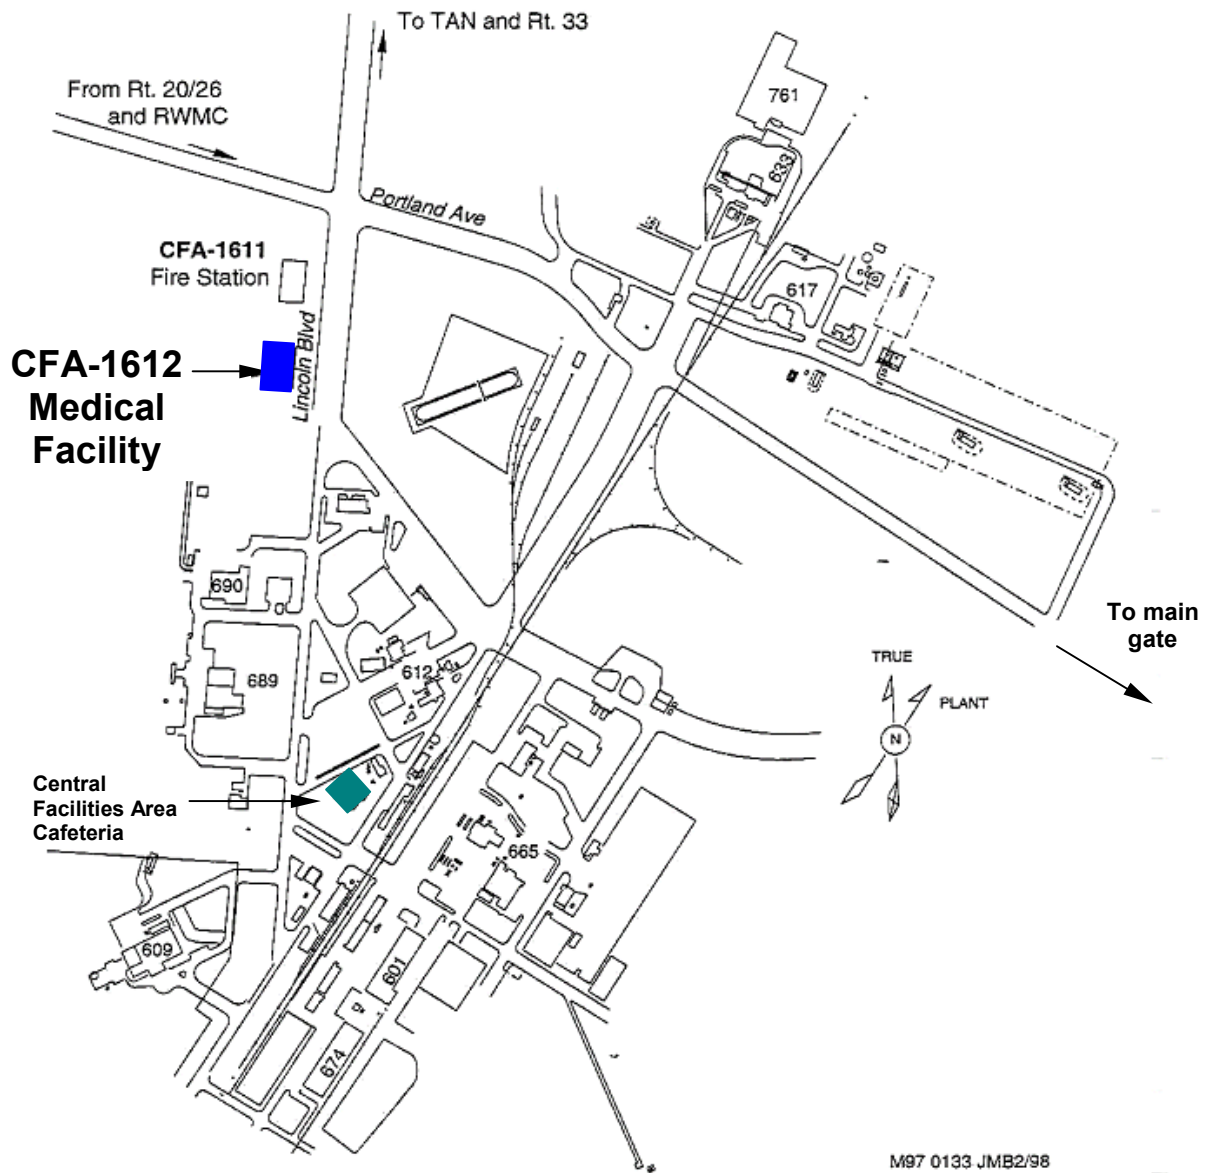 To TAN and Rt. 33
From Rt. 20/26
and RWMC
761
633
Portland Ave
CFA-1611
Fire Station
617
Lincoln Blvd
CFA-1612
Medical
Facility
690
To main
gate
TRUE
PLANT
N
689
612
Central
Facilities Area
Cafeteria
665
609
601
674
M97 0133 JMB2/98